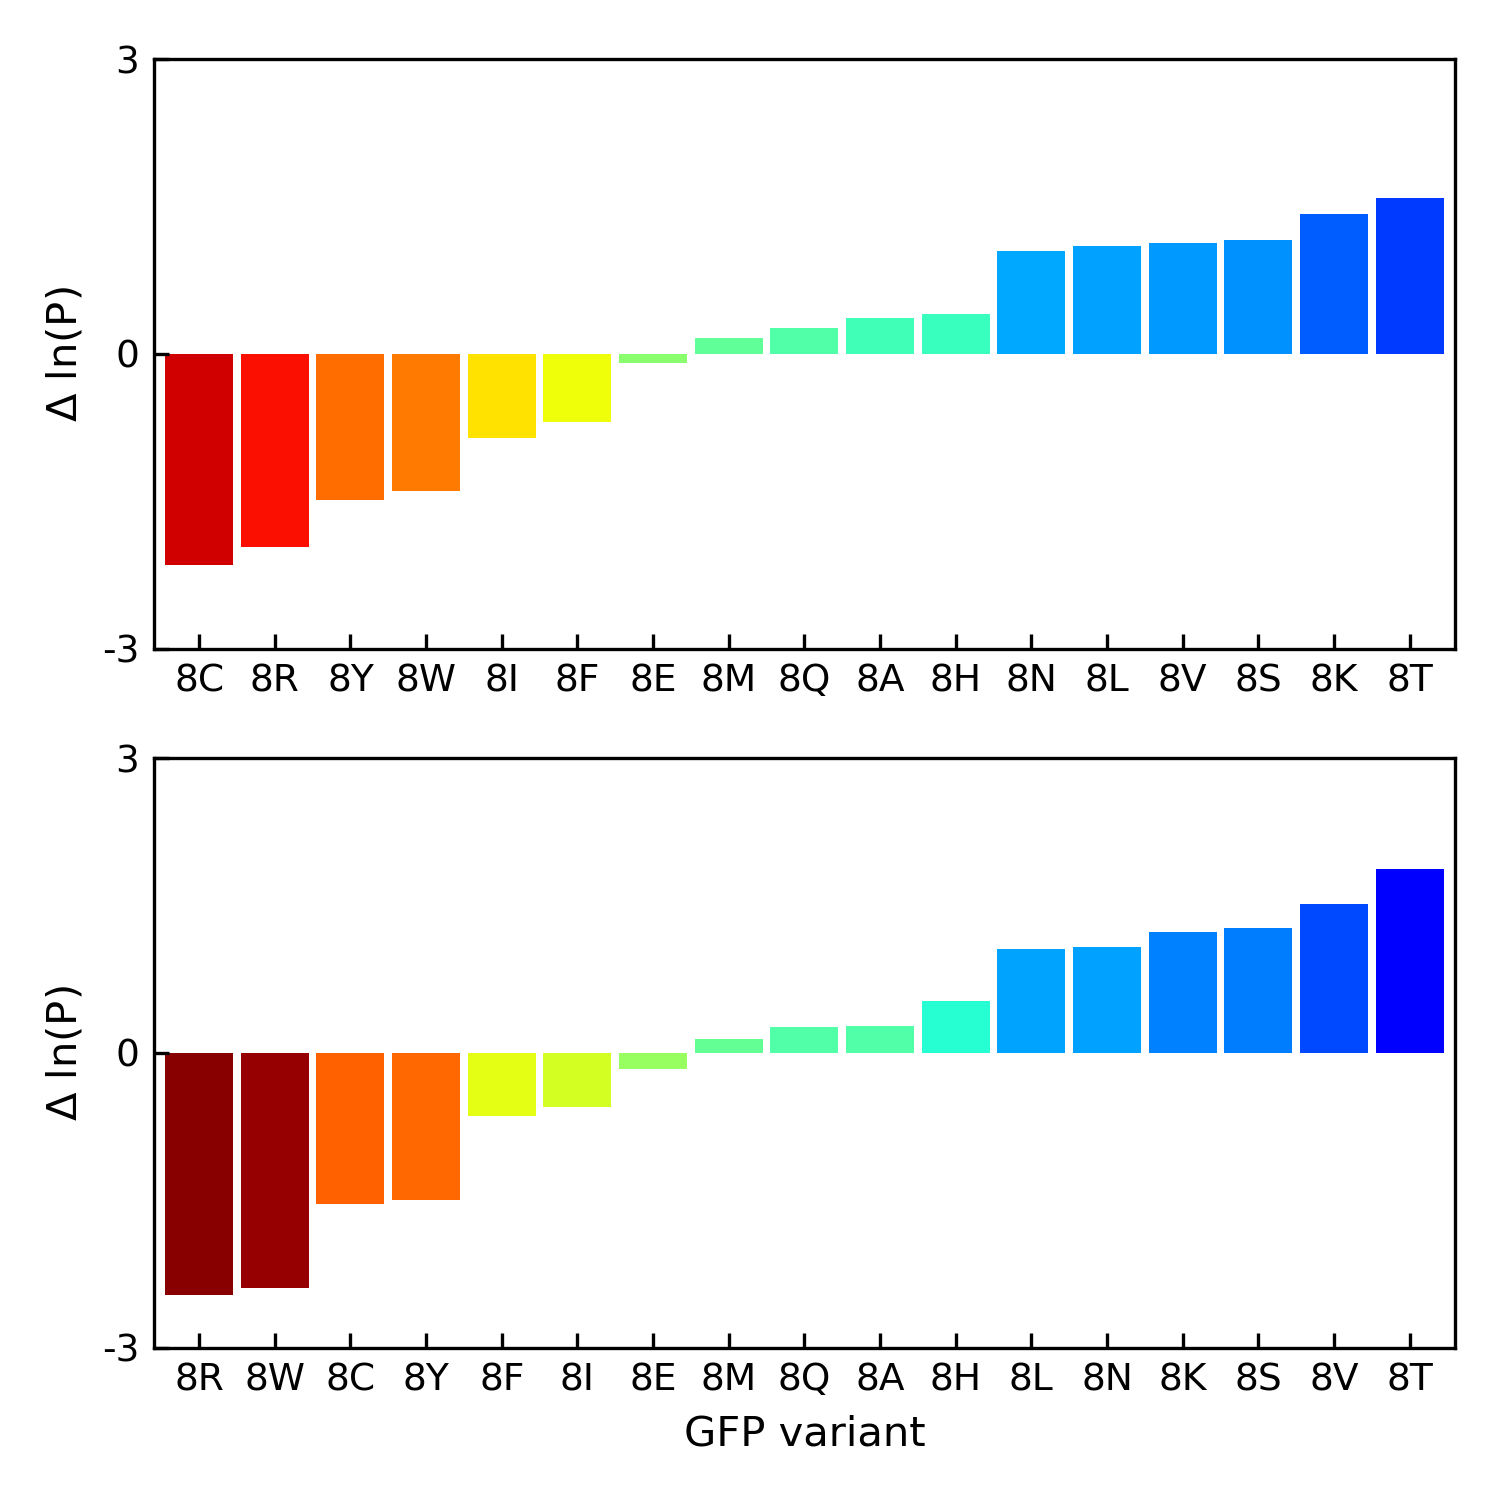 3
Δ ln(P)
0
-3
8C 8R 8Y 8W 8I 8F 8E 8M 8Q 8A 8H 8N 8L 8V 8S 8K 8T
3
Δ ln(P)
0
-3
8R 8W 8C 8Y 8F 8I 8E 8M 8Q 8A 8H 8L 8N 8K 8S 8V 8T
GFP variant